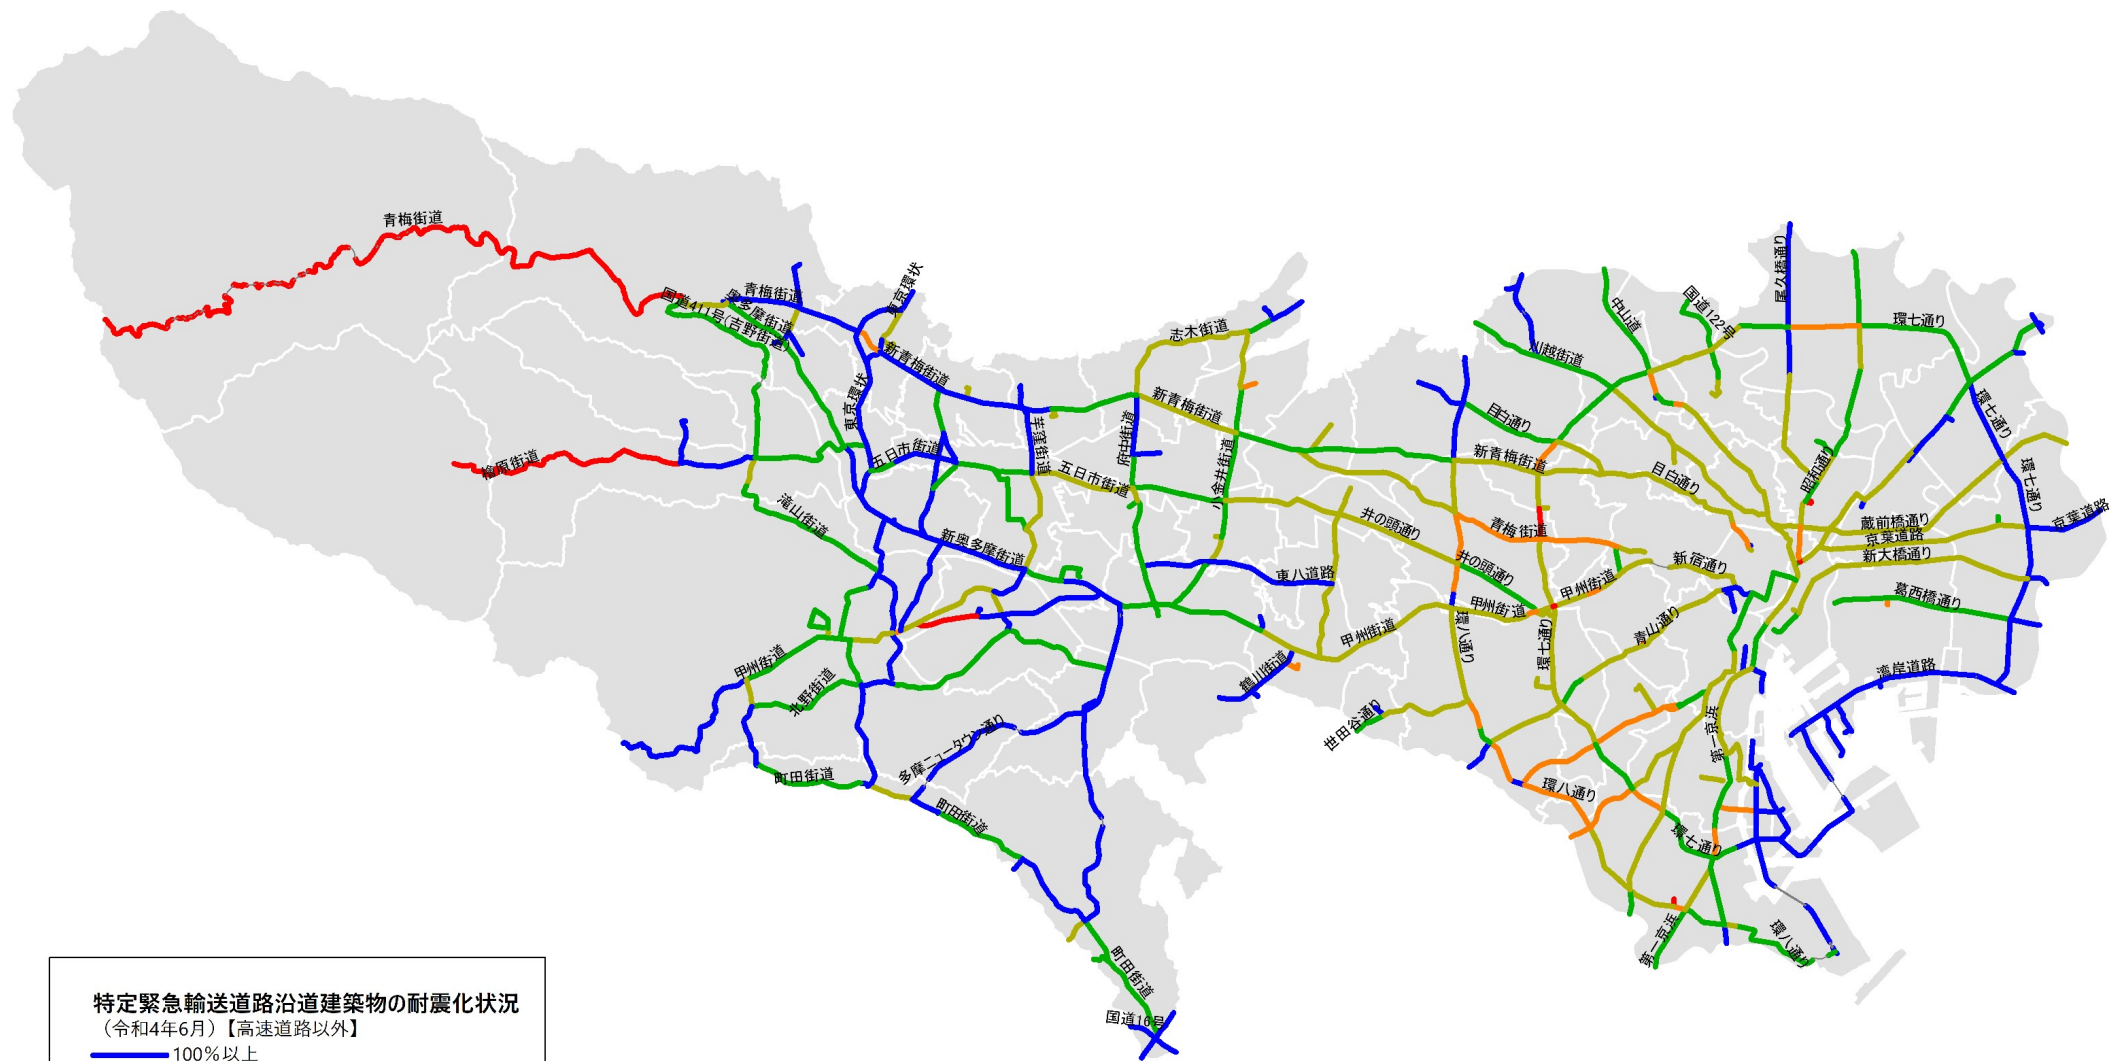 青梅街道
国道411号(吉野街道)
奥多摩街道
青梅街道
東京環状
新青梅街道
東京環状
五日市街道
檜原街道
滝山街道
新奥多摩街道
芋窪街道
五日市街道
府中街道
志木街道
新青梅街道
小金井街道
東八道路
井の頭通り
甲州街道
鶴川街道
世田谷通り
甲州街道
北野街道
町田街道
多摩ニュータウン通り
町田街道
町田街道
国道16号
川越街道
中山道
国道122号
尾久橋通り
環七通り
環七通り
環七通り
目白通り
新青梅街道
目白通り
昭和通り
青梅街道
井の頭通り
甲州街道
甲州街道
新宿通り
蔵前橋通り
京葉道路
京葉道路
新大橋通り
葛西橋通り
湾岸道路
青山通り
環八通り
環七通り
第一京浜
環八通り
環七通り
第一京浜
環八通り
特定緊急輸送道路沿道建築物の耐震化状況
（令和4年6月）【高速道路以外】
100％以上